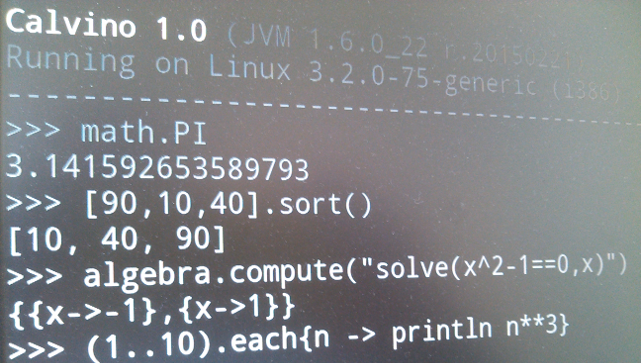 Calvino 1.0 (JVM 1.6.0_22 r.20150221)
Running on Linux 3.2.0-75-generic (i386)
--------------------------------------------------
>>> math.PI
3.141592653589793
>>> [90,10,40].sort()
[10, 40, 90]
>>> algebra.compute("solve(x^2-1==0,x)")
{{x->-1},{x->1}}
>>> (1..10).each{n -> println n**3}